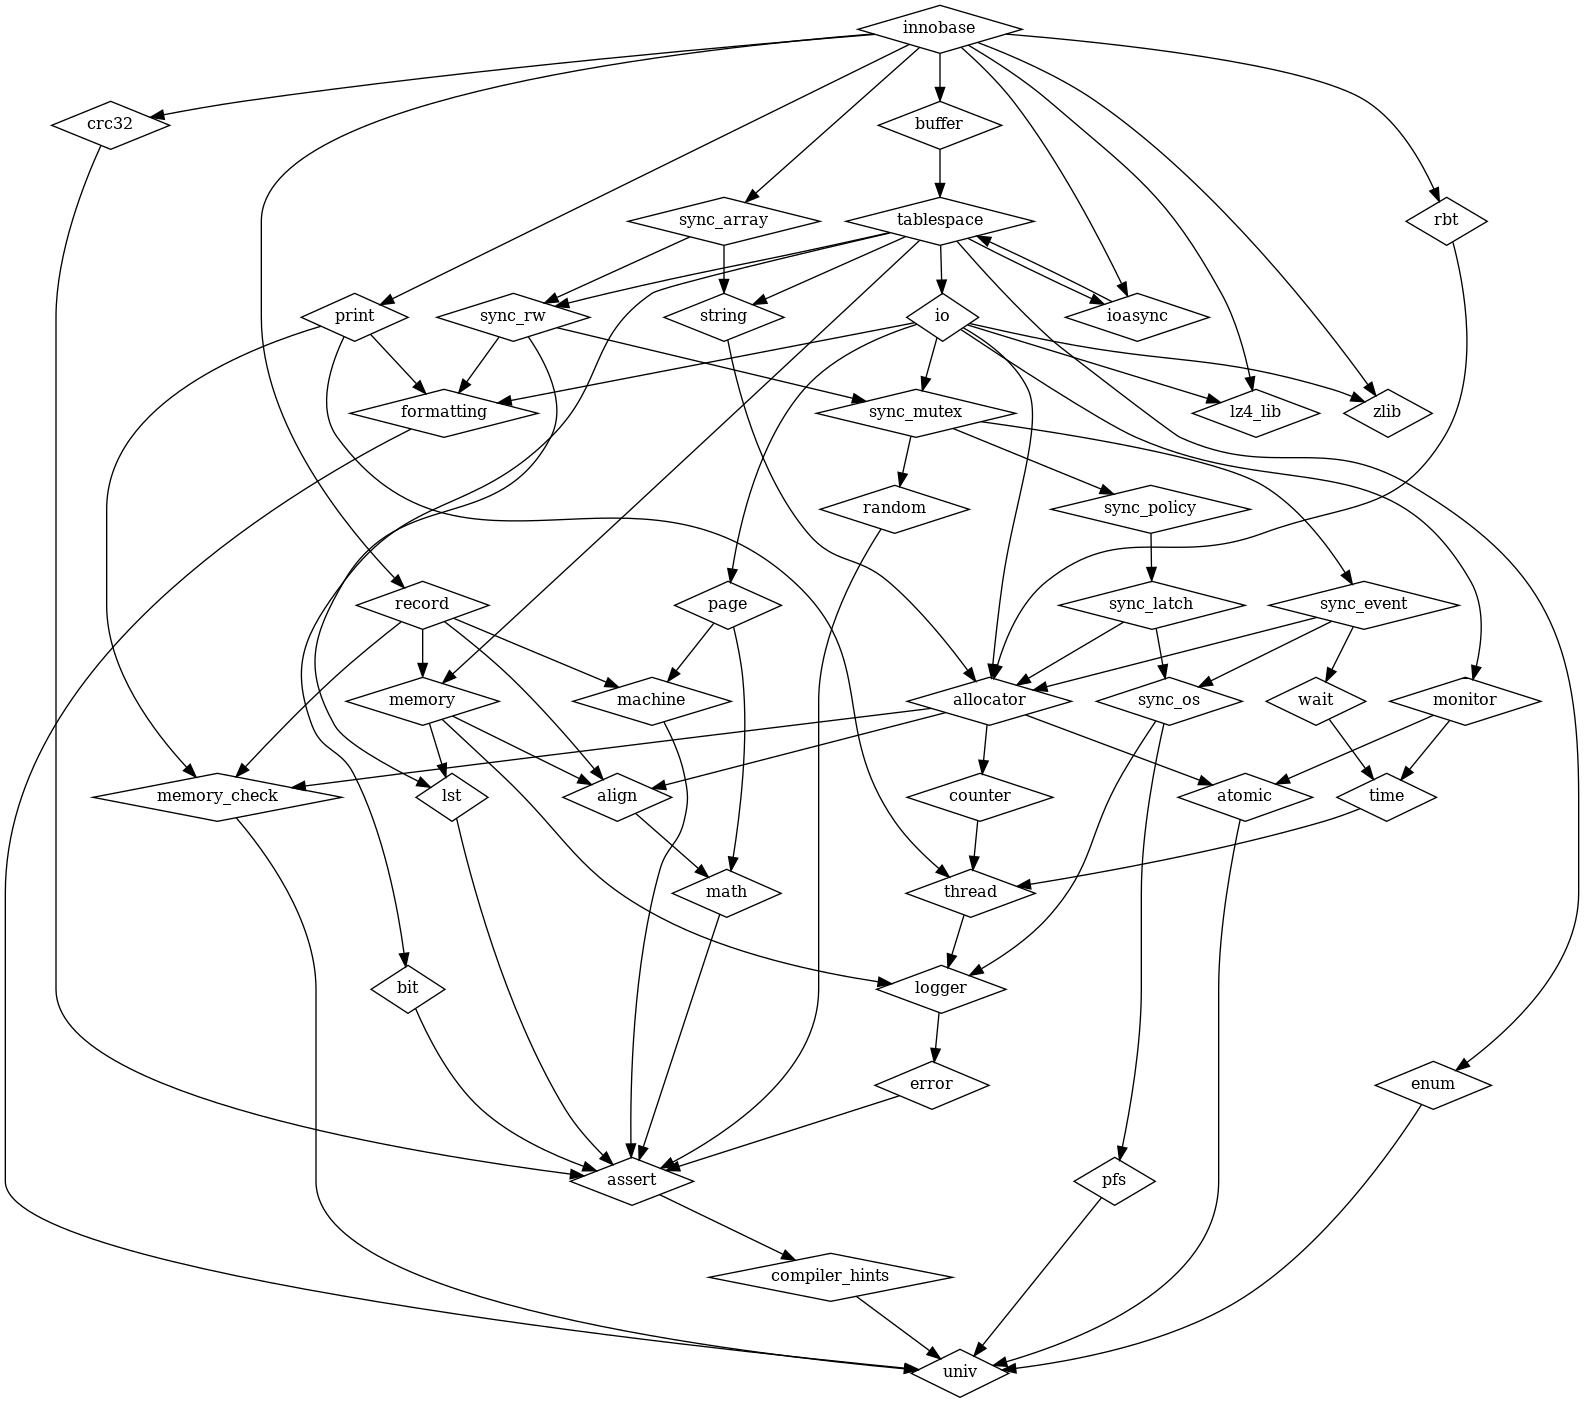 innobase
crc32
buffer
sync_array
tablespace
rbt
print
sync_rw
string
io
ioasync
formatting
sync_mutex
lz4_lib
zlib
random
sync_policy
record
page
sync_latch
sync_event
memory
machine
allocator
sync_os
wait
monitor
memory_check
lst
align
counter
atomic
time
math
thread
bit
logger
error
enum
assert
pfs
compiler_hints
univ